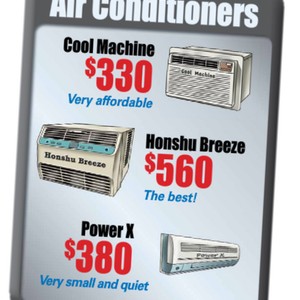 Air Conditioners
Cool Machine
$330
Very affordable
Cool Machine
Honshu Breeze
$560
The best!
Honshu Breeze
Power X
$380
Very small and quiet
Power X